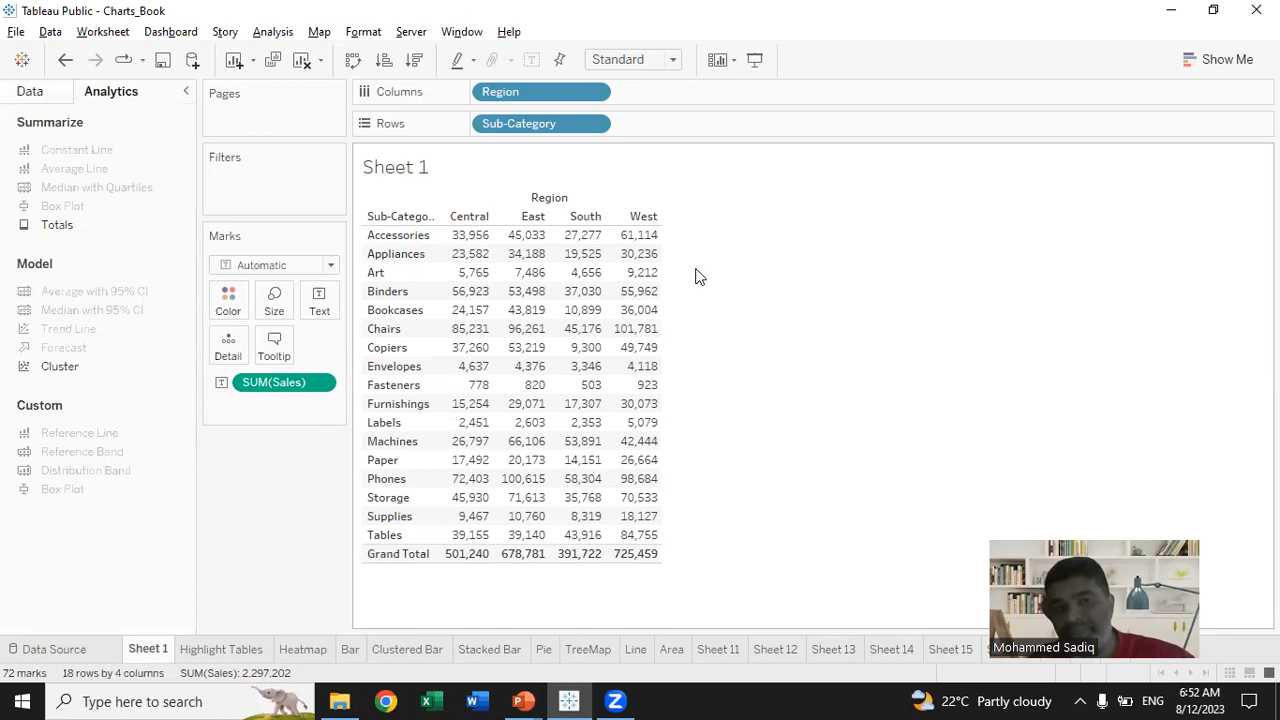 Tableau Public - Charts_Book
File Data Worksheet Dashboard Story Analysis Map Format Server Window Help
Standard Show Me
Data Analytics
Pages
Columns Region
Rows Sub-Category
Summarize
Constant Line
Average Line
Median with Quartiles
Box Plot
Totals
Model
Average with 95% CI
Median with 95% CI
Trend Line
Forecast
Cluster
Custom
Reference Line
Reference Band
Distribution Band
Box Plot
Filters
Marks
Automatic
Color Size Text
Detail Tooltip
SUM(Sales)
Sheet 1
Region
Sub-Catego.. Central East South West
Accessories 33,956 45,033 27,277 61,114
Appliances 23,582 34,188 19,525 30,236
Art 5,765 7,486 4,656 9,212
Binders 56,923 53,498 37,030 55,962
Bookcases 24,157 43,819 10,899 36,004
Chairs 85,231 96,261 45,176 101,781
Copiers 37,260 53,219 9,300 49,749
Envelopes 4,637 4,376 3,346 4,118
Fasteners 778 820 503 923
Furnishings 15,254 29,071 17,307 30,073
Labels 2,451 2,603 2,353 5,079
Machines 26,797 66,106 53,891 42,444
Paper 17,492 20,173 14,151 26,664
Phones 72,403 100,615 58,304 98,684
Storage 45,930 71,613 35,768 70,533
Supplies 9,467 10,760 8,319 18,127
Tables 39,155 39,140 43,916 84,755
Grand Total 501,240 678,781 391,722 725,459
Mohammed Sadiq
Data Source Sheet 1 Highlight Tables Heatmap Bar Clustered Bar Stacked Bar Pie TreeMap Line Area Sheet 11 Sheet 12 Sheet 13 Sheet 14 Sheet 15
72 marks 18 rows by 4 columns SUM(Sales): 2,297,202
Type here to search
22°C Partly cloudy
ENG
6:52 AM
8/12/2023